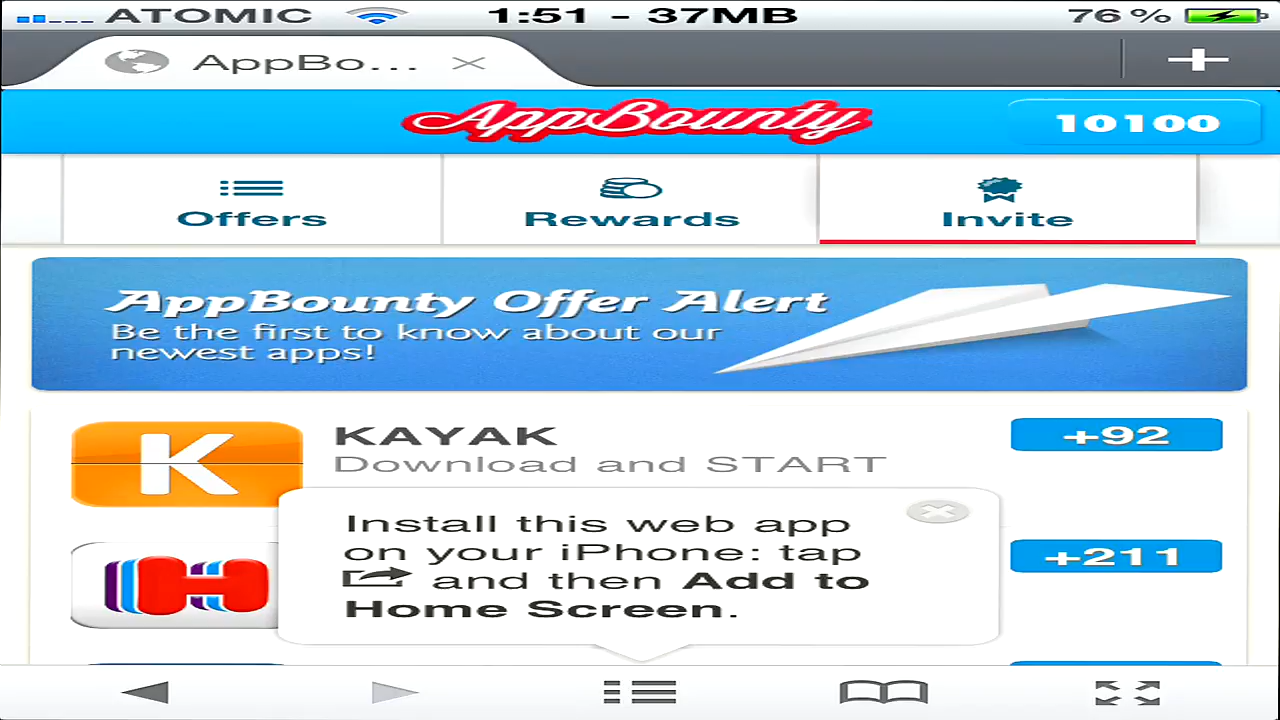 ATOMIC 1:51 - 37MB 76%
AppBo...
AppBounty 10100
Offers Rewards Invite
AppBounty Offer Alert
Be the first to know about our
newest apps!
K KAYAK +92
Download and START
H +211
Install this web app
on your iPhone: tap
and then Add to
Home Screen.